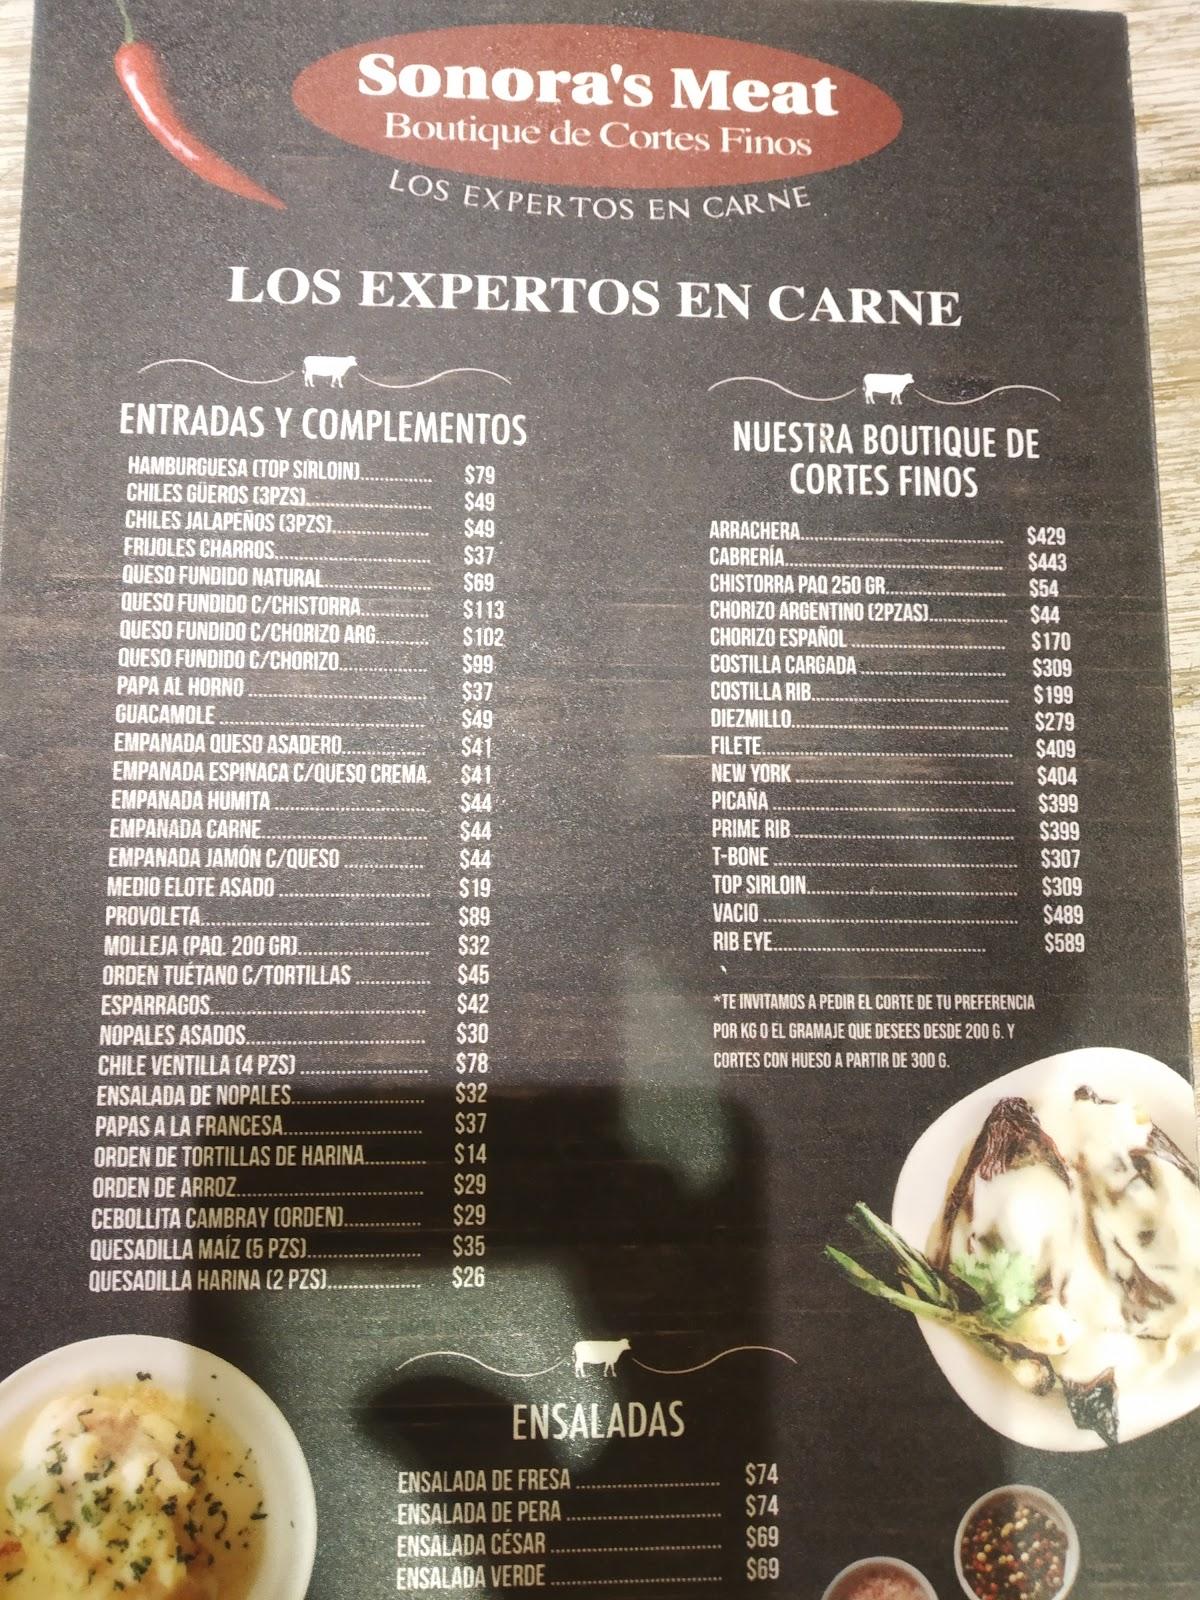 Sonora's Meat
Boutique de Cortes Finos
LOS EXPERTOS EN CARNE
LOS EXPERTOS EN CARNE
ENTRADAS Y COMPLEMENTOS
HAMBURGUESA (TOP SIRLOIN)............... $79
CHILES GÜEROS (3PZS)............... $49
CHILES JALAPEÑOS (3PZS)............... $49
FRIJOLES CHARROS............... $37
QUESO FUNDIDO NATURAL............... $69
QUESO FUNDIDO C/CHISTORRA............... $113
QUESO FUNDIDO C/CHORIZO ARG............... $102
QUESO FUNDIDO C/CHORIZO............... $99
PAPA AL HORNO............... $37
GUACAMOLE............... $49
EMPANADA QUESO ASADERO............... $41
EMPANADA ESPINACA C/QUESO CREMA. $41
EMPANADA HUMITA............... $44
EMPANADA CARNE............... $44
EMPANADA JAMÓN C/QUESO............... $44
MEDIO ELOTE ASADO............... $19
PROVOLETA............... $89
MOLLEJA (PAQ. 200 GR)............... $32
ORDEN TUÉTANO C/TORTILLAS............... $45
ESPARRAGOS............... $42
NOPALES ASADOS............... $30
CHILE VENTILLA (4 PZS)............... $78
ENSALADA DE NOPALES............... $32
PAPAS A LA FRANCESA............... $37
ORDEN DE TORTILLAS DE HARINA............... $14
ORDEN DE ARROZ............... $29
CEBOLLITA CAMBRAY (ORDEN)............... $29
QUESADILLA MAÍZ (5 PZS)............... $35
QUESADILLA HARINA (2 PZS)............... $26
NUESTRA BOUTIQUE DE
CORTES FINOS
ARRACHERA............... $429
CABRERÍA............... $443
CHISTORRA PAQ 250 GR............... $54
CHORIZO ARGENTINO (2PZAS)............... $44
CHORIZO ESPAÑOL............... $170
COSTILLA CARGADA............... $309
COSTILLA RIB............... $199
DIEZMILLO............... $279
FILETE............... $409
NEW YORK............... $404
PICAÑA............... $399
PRIME RIB............... $399
T-BONE............... $307
TOP SIRLOIN............... $309
VACIO............... $489
RIB EYE............... $589
*TE INVITAMOS A PEDIR EL CORTE DE TU PREFERENCIA
POR KG O EL GRAMAJE QUE DESEES DESDE 200 G. Y
CORTES CON HUESO A PARTIR DE 300 G.
ENSALADAS
ENSALADA DE FRESA............... $74
ENSALADA DE PERA............... $74
ENSALADA CÉSAR............... $69
ENSALADA VERDE............... $69